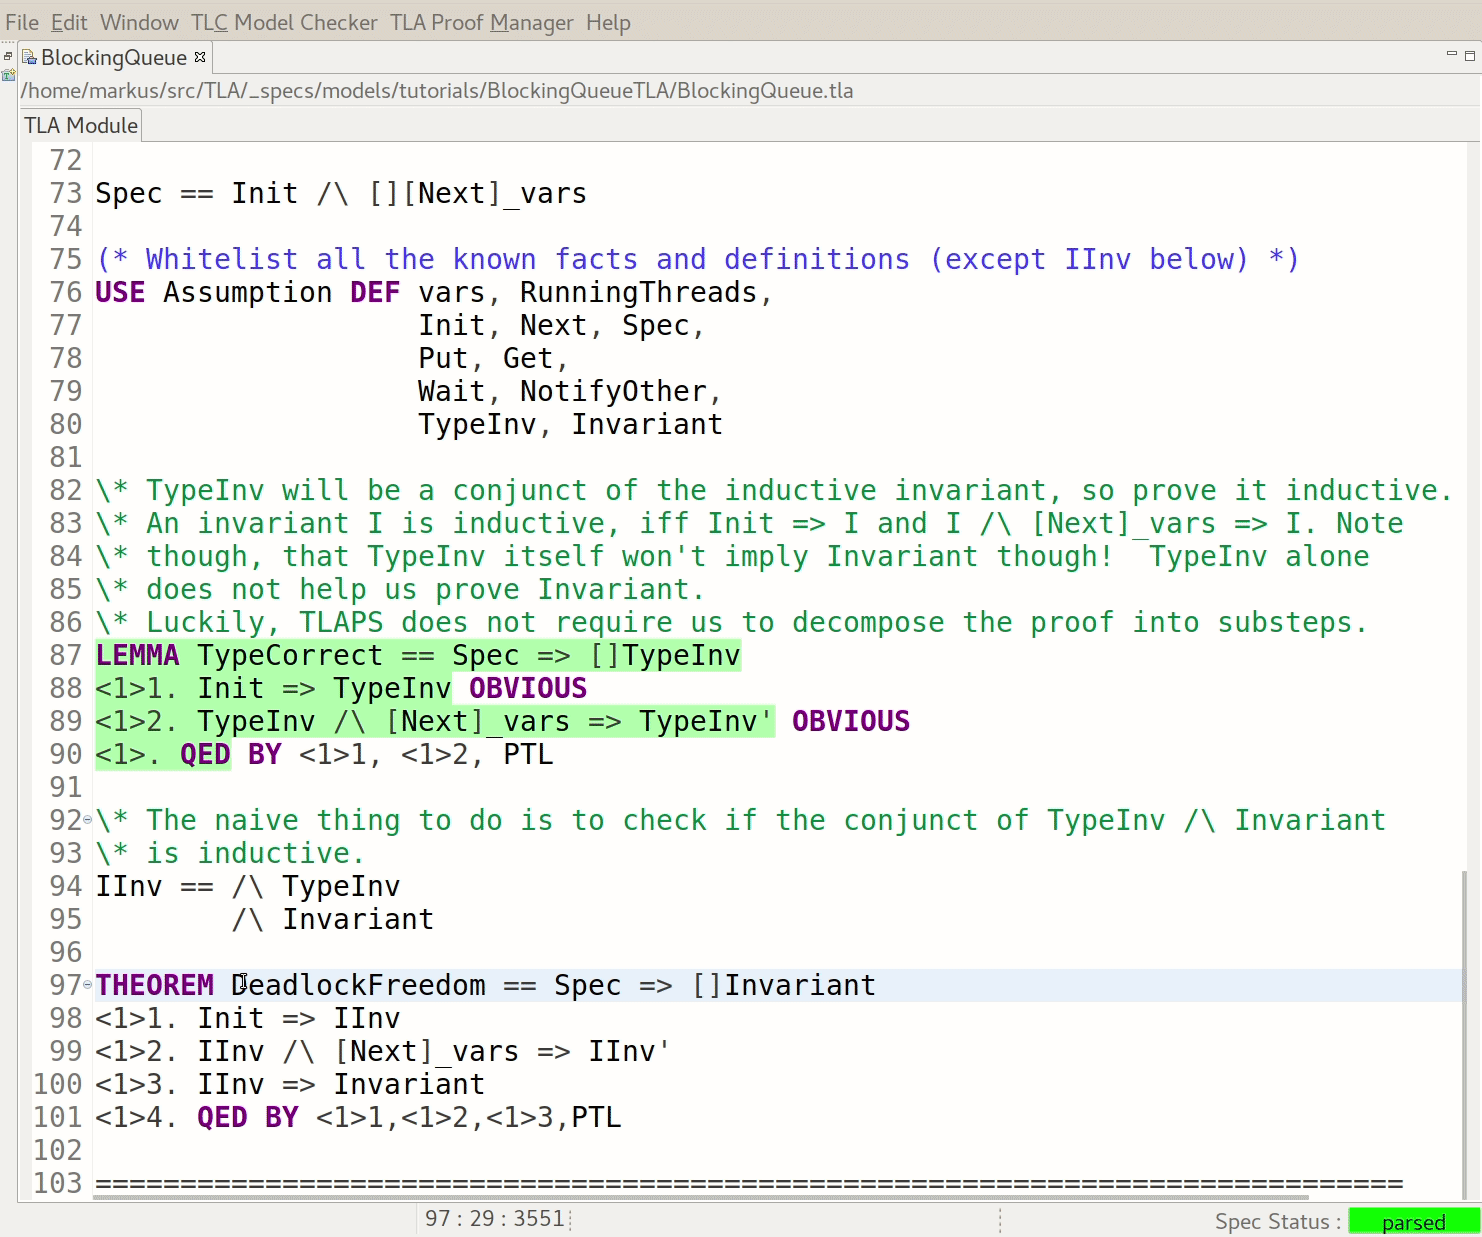 File Edit Window TLC Model Checker TLA Proof Manager Help
BlockingQueue
/home/markus/src/TLA/_specs/models/tutorials/BlockingQueueTLA/BlockingQueue.tla
TLA Module
72
73 Spec == Init /\ [][Next]_vars
74
75 (* Whitelist all the known facts and definitions (except IInv below) *)
76 USE Assumption DEF vars, RunningThreads,
77                    Init, Next, Spec,
78                    Put, Get,
79                    Wait, NotifyOther,
80                    TypeInv, Invariant
81
82 \* TypeInv will be a conjunct of the inductive invariant, so prove it inductive.
83 \* An invariant I is inductive, iff Init => I and I /\ [Next]_vars => I. Note
84 \* though, that TypeInv itself won't imply Invariant though!  TypeInv alone
85 \* does not help us prove Invariant.
86 \* Luckily, TLAPS does not require us to decompose the proof into substeps.
87 LEMMA TypeCorrect == Spec => []TypeInv
88 <1>1. Init => TypeInv OBVIOUS
89 <1>2. TypeInv /\ [Next]_vars => TypeInv' OBVIOUS
90 <1>. QED BY <1>1, <1>2, PTL
91
92 \* The naive thing to do is to check if the conjunct of TypeInv /\ Invariant
93 \* is inductive.
94 IInv == /\ TypeInv
95         /\ Invariant
96
97 THEOREM DeadlockFreedom == Spec => []Invariant
98 <1>1. Init => IInv
99 <1>2. IInv /\ [Next]_vars => IInv'
100 <1>3. IInv => Invariant
101 <1>4. QED BY <1>1,<1>2,<1>3,PTL
102
103 =============================================================================
97 : 29 : 3551
Spec Status : parsed